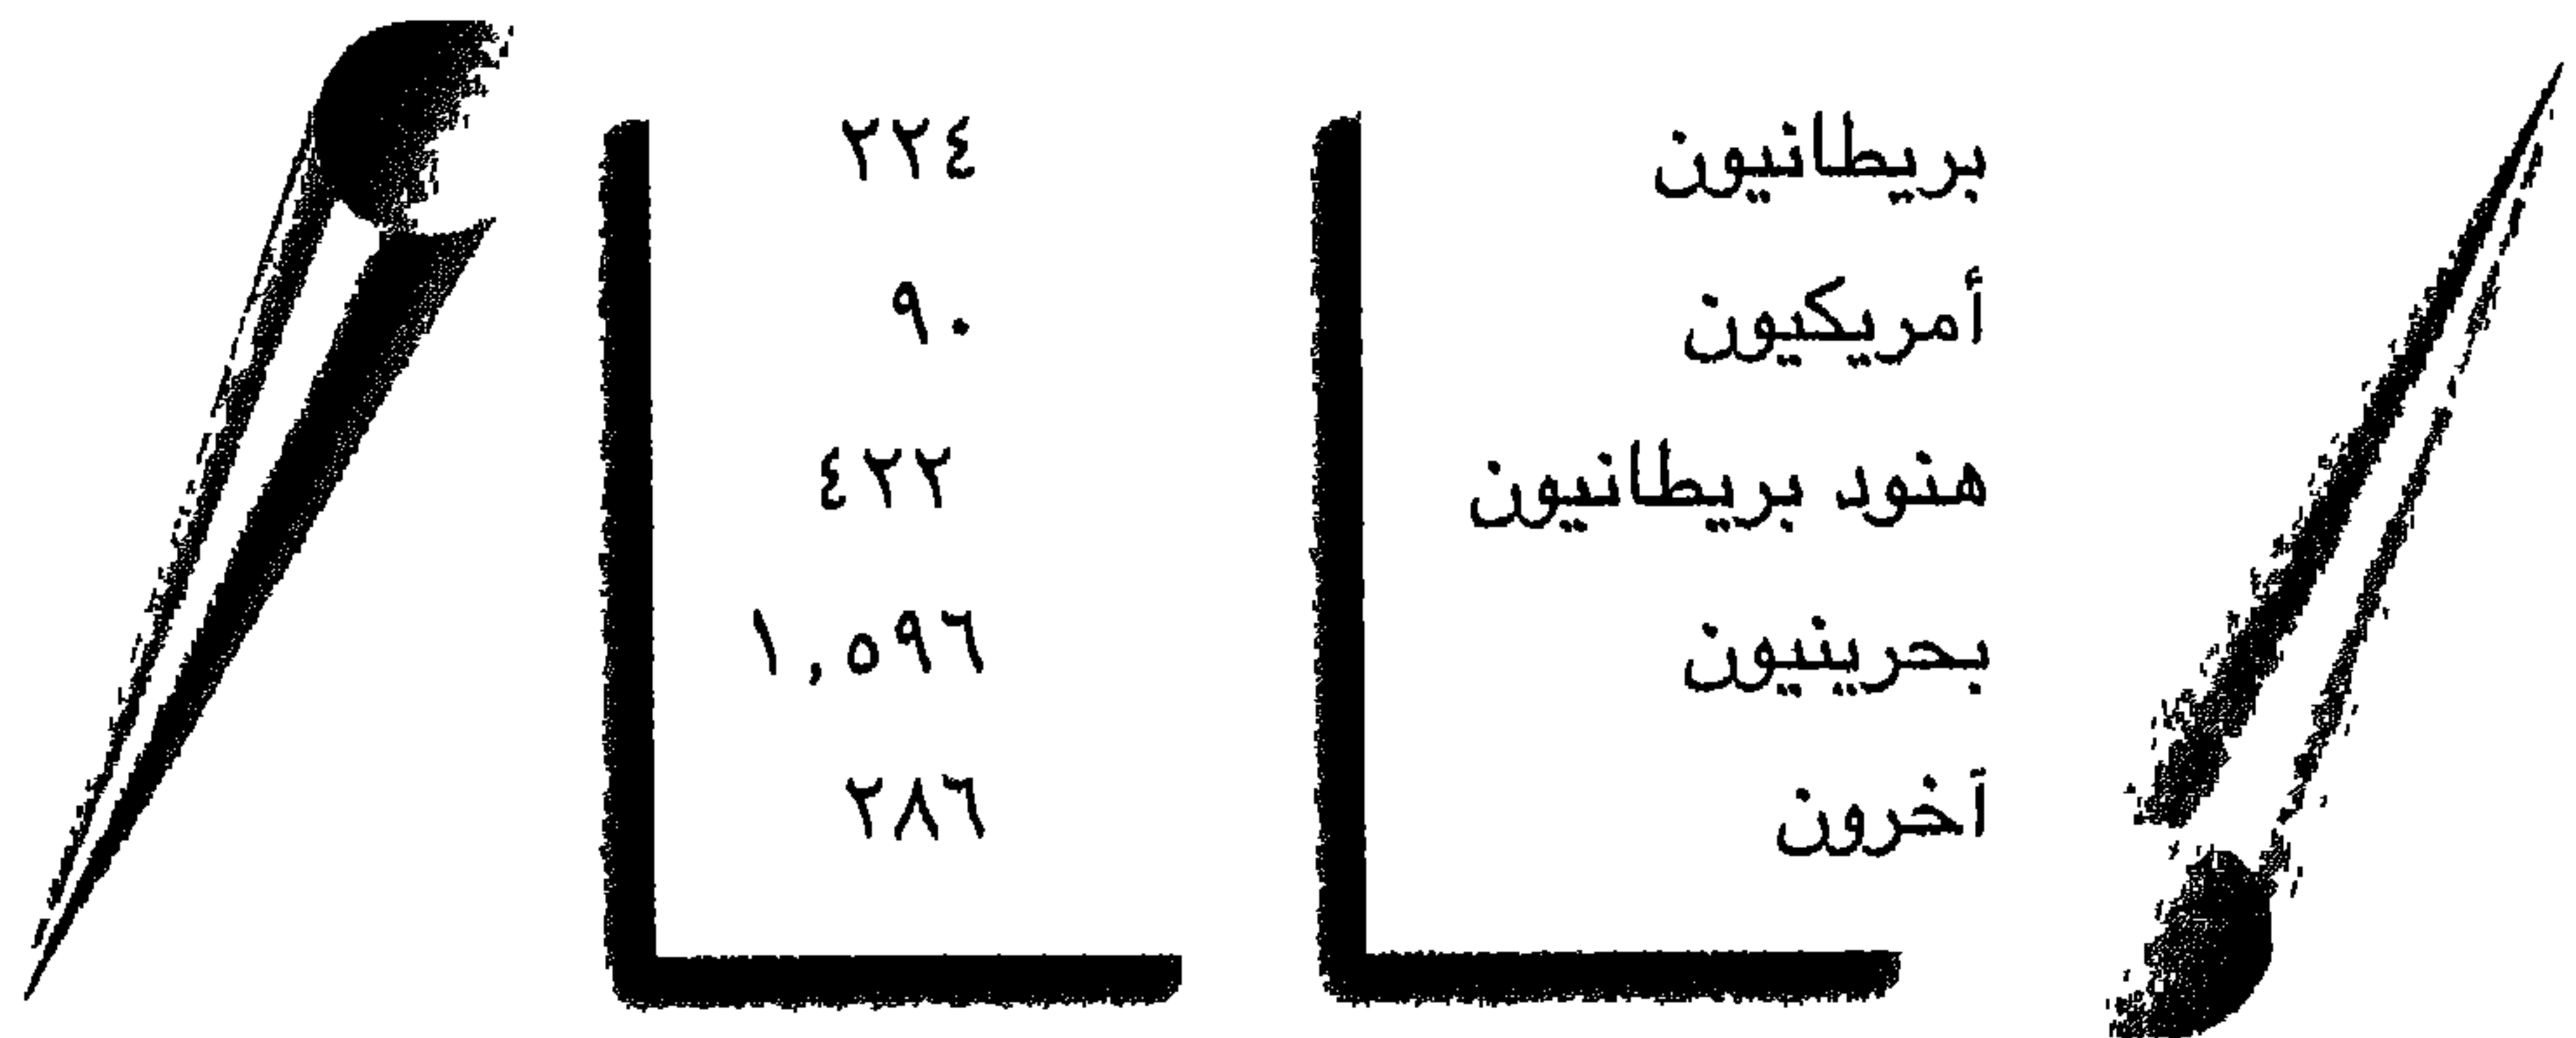 بريطانيون ٢٢٤
أمريكيون ٩٠
هنود بريطانيون ٤٢٢
بحرينيون ١,٥٩٦
آخرون ٢٨٦